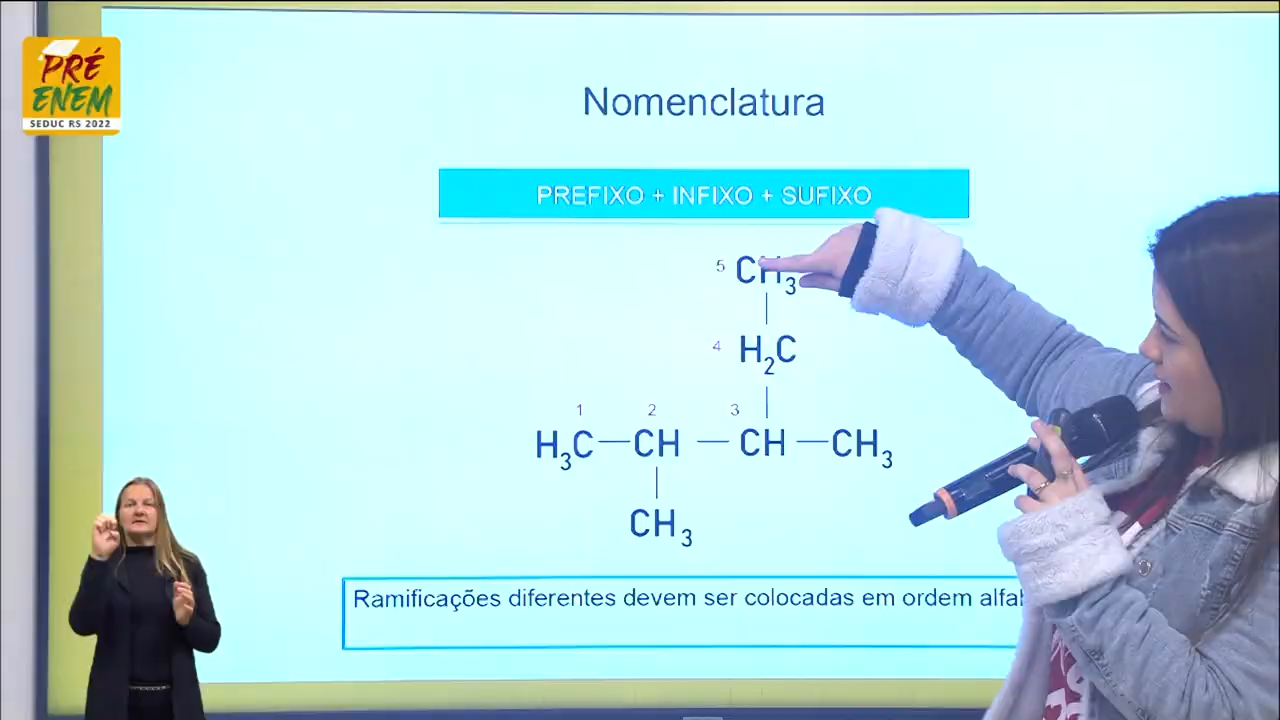 PRÉ
ENEM
SEDUC RS 2022
Nomenclatura
PREFIXO + INFIXO + SUFIXO
5 CH3
4 H2C
1 2 3
H3C — CH — CH — CH3
CH3
Ramificações diferentes devem ser colocadas em ordem